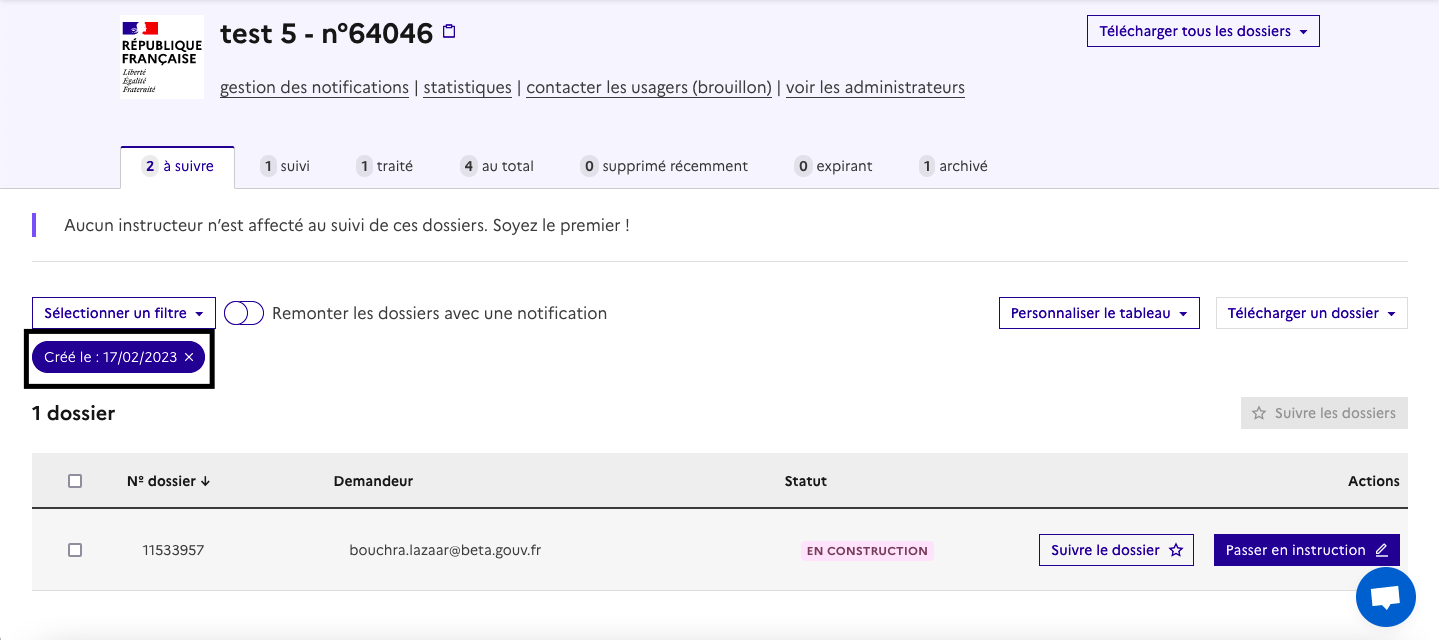 RÉPUBLIQUE
FRANÇAISE
Liberté
Égalité
Fraternité
test 5 - n°64046
Télécharger tous les dossiers
gestion des notifications | statistiques | contacter les usagers (brouillon) | voir les administrateurs
2 à suivre 1 suivi 1 traité 4 au total 0 supprimé récemment 0 expirant 1 archivé
Aucun instructeur n’est affecté au suivi de ces dossiers. Soyez le premier !
Sélectionner un filtre Remonter les dossiers avec une notification Personnaliser le tableau Télécharger un dossier
Créé le : 17/02/2023 ×
1 dossier Suivre les dossiers
Nº dossier ↓ Demandeur Statut Actions
11533957 bouchra.lazaar@beta.gouv.fr EN CONSTRUCTION Suivre le dossier Passer en instruction